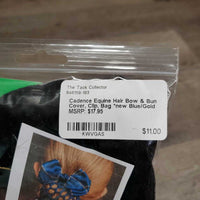 The Tack Collector
Cadence Equine Hair Bow & Bun
Cover, Clip, Bag *new Blue/Gold
MSRP: $17.95
$11.00
KWVGAS